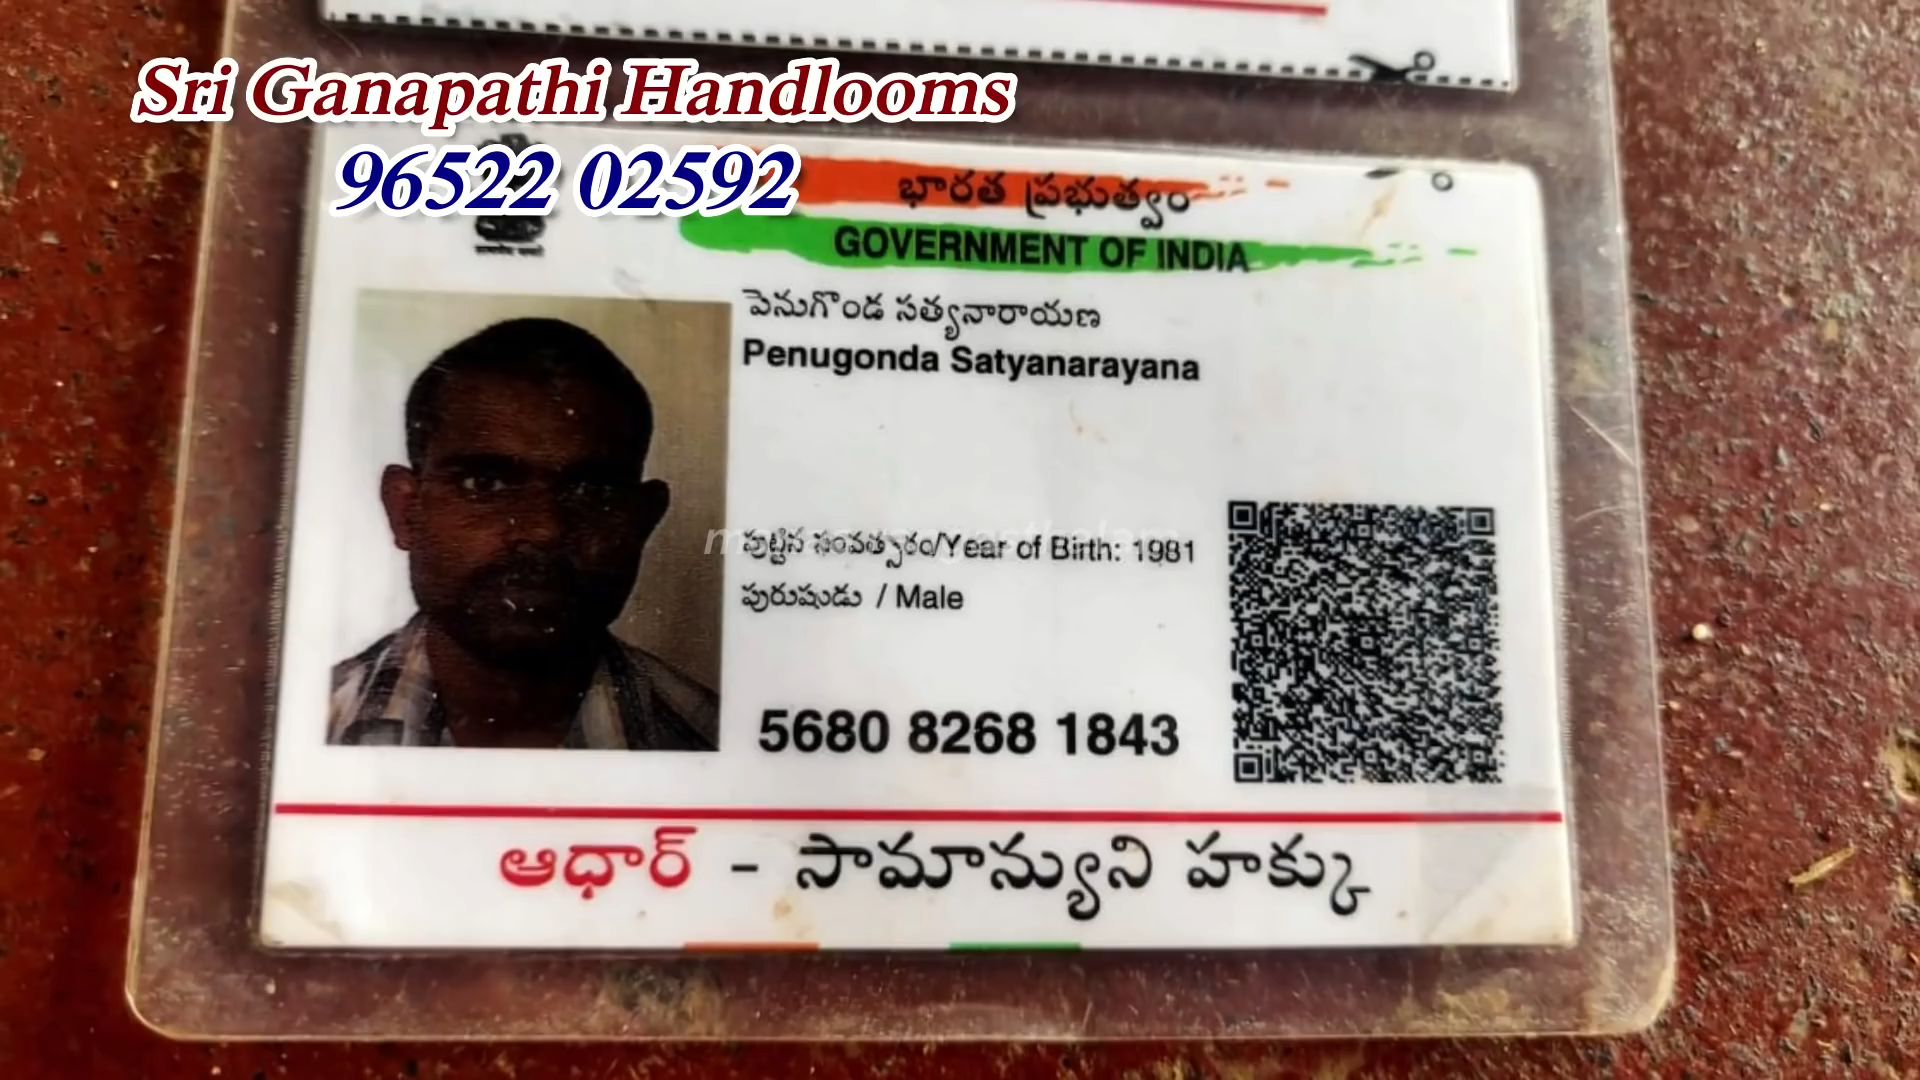 Sri Ganapathi Handlooms
96522 02592
భారత ప్రభుత్వం
GOVERNMENT OF INDIA
పెనుగొండ సత్యనారాయణ
Penugonda Satyanarayana
పుట్టిన సంవత్సరం/Year of Birth: 1981
పురుషుడు / Male
5680 8268 1843
ఆధార్ - సామాన్యుని హక్కు